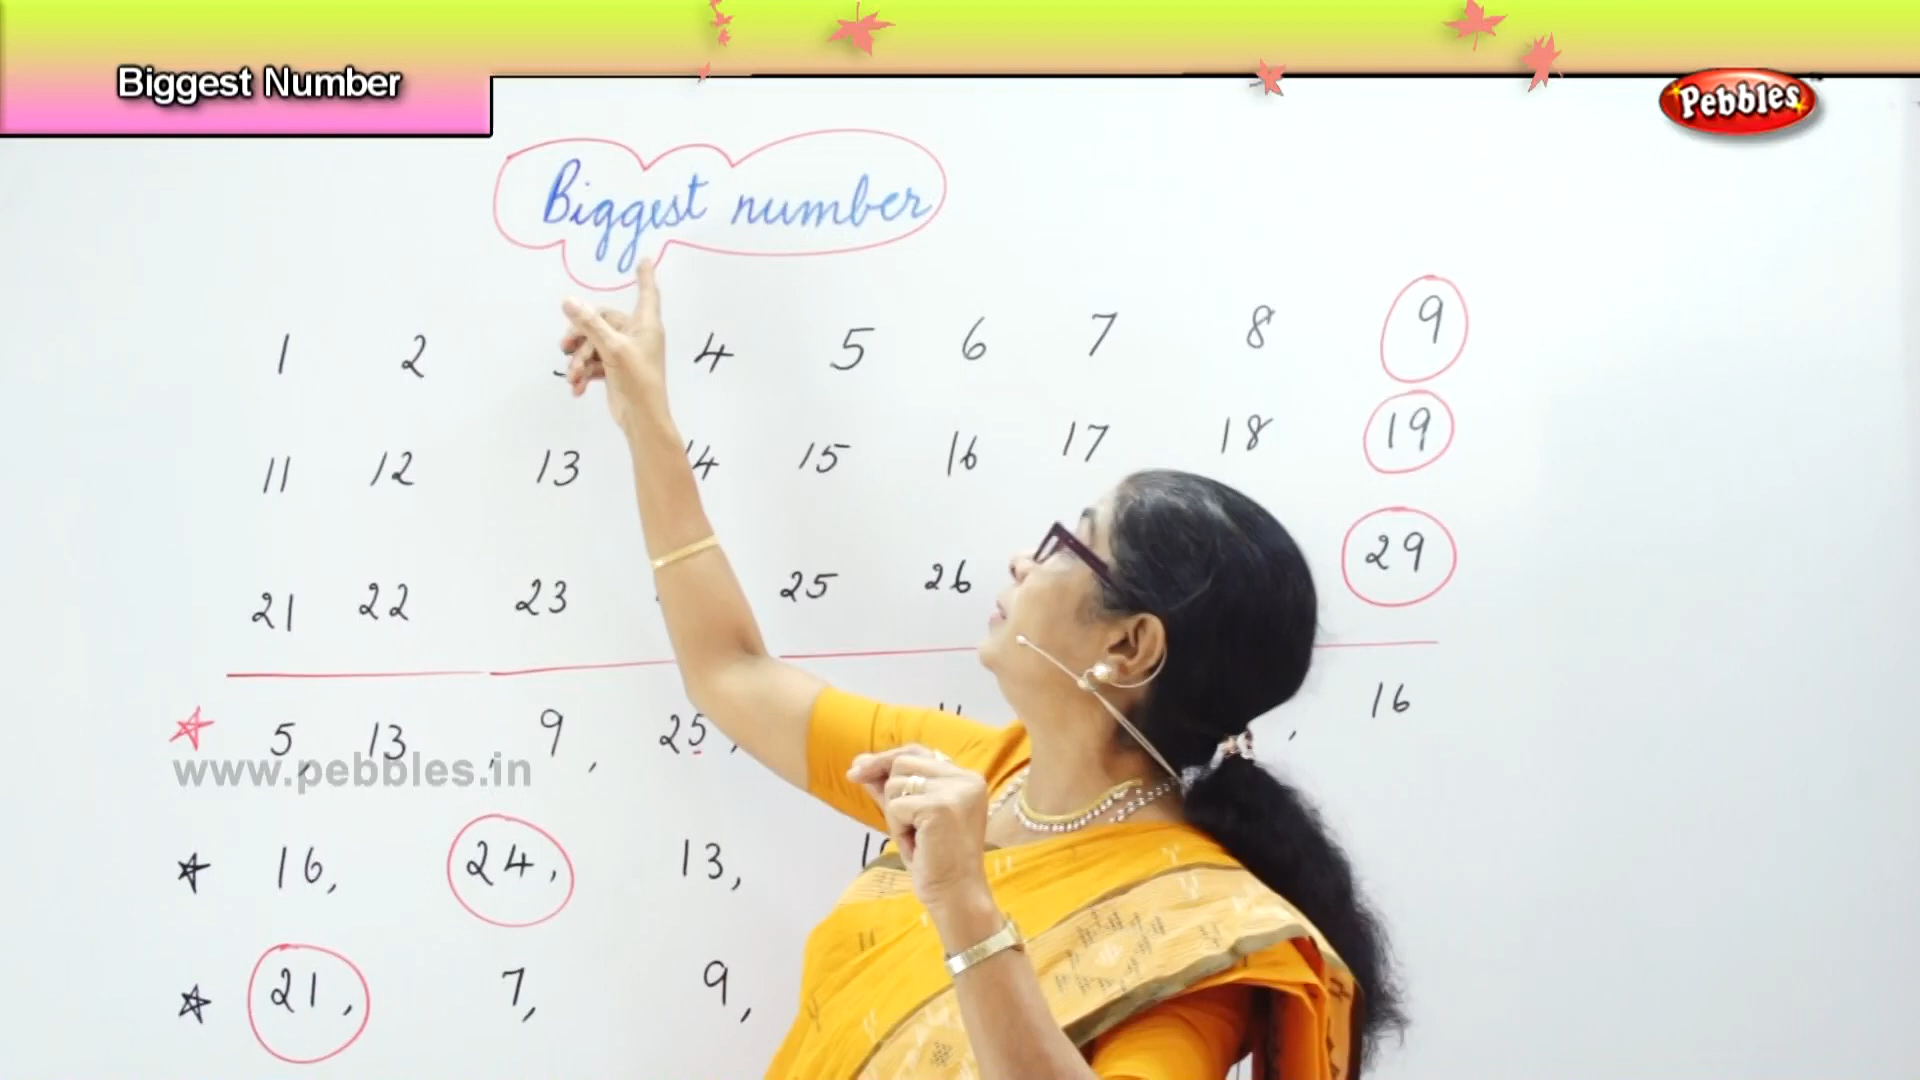 Biggest Number
Pebbles
Biggest number
1 2 4 5 6 7 8 9
11 12 13 14 15 16 17 18 19
21 22 23 25 26 29
5, 13, 9, 25, 16
www.pebbles.in
16, 24, 13,
21, 7, 9,